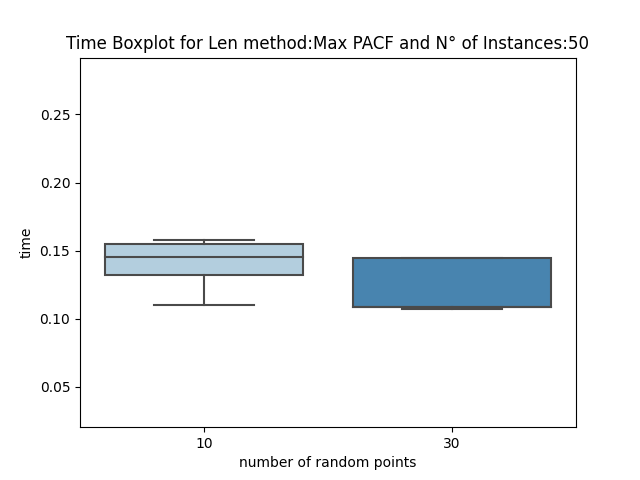 Time Boxplot for Len method:Max PACF and N° of Instances:50
0.25
0.20
0.15
0.10
0.05
time
10 30
number of random points